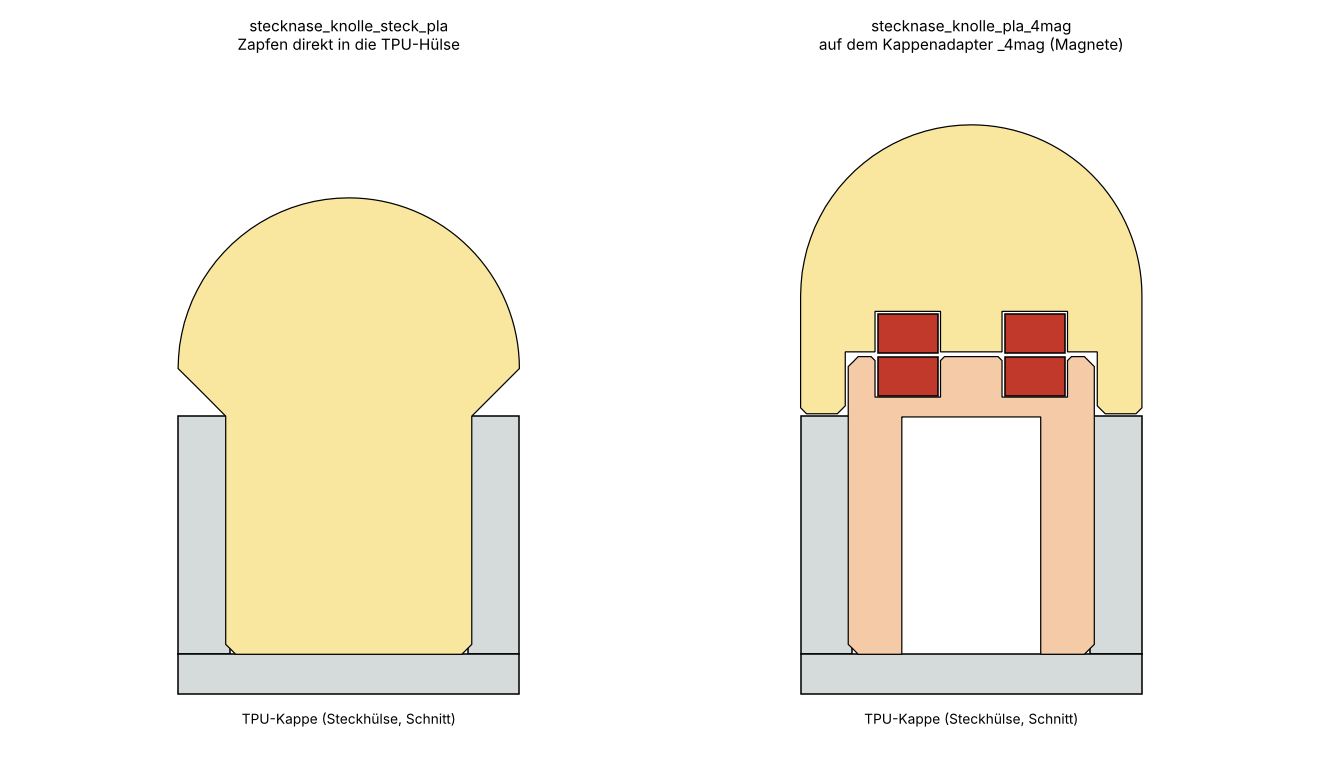 stecknase_knolle_steck_pla
Zapfen direkt in die TPU-Hülse
stecknase_knolle_pla_4mag
auf dem Kappenadapter _4mag (Magnete)
TPU-Kappe (Steckhülse, Schnitt)
TPU-Kappe (Steckhülse, Schnitt)